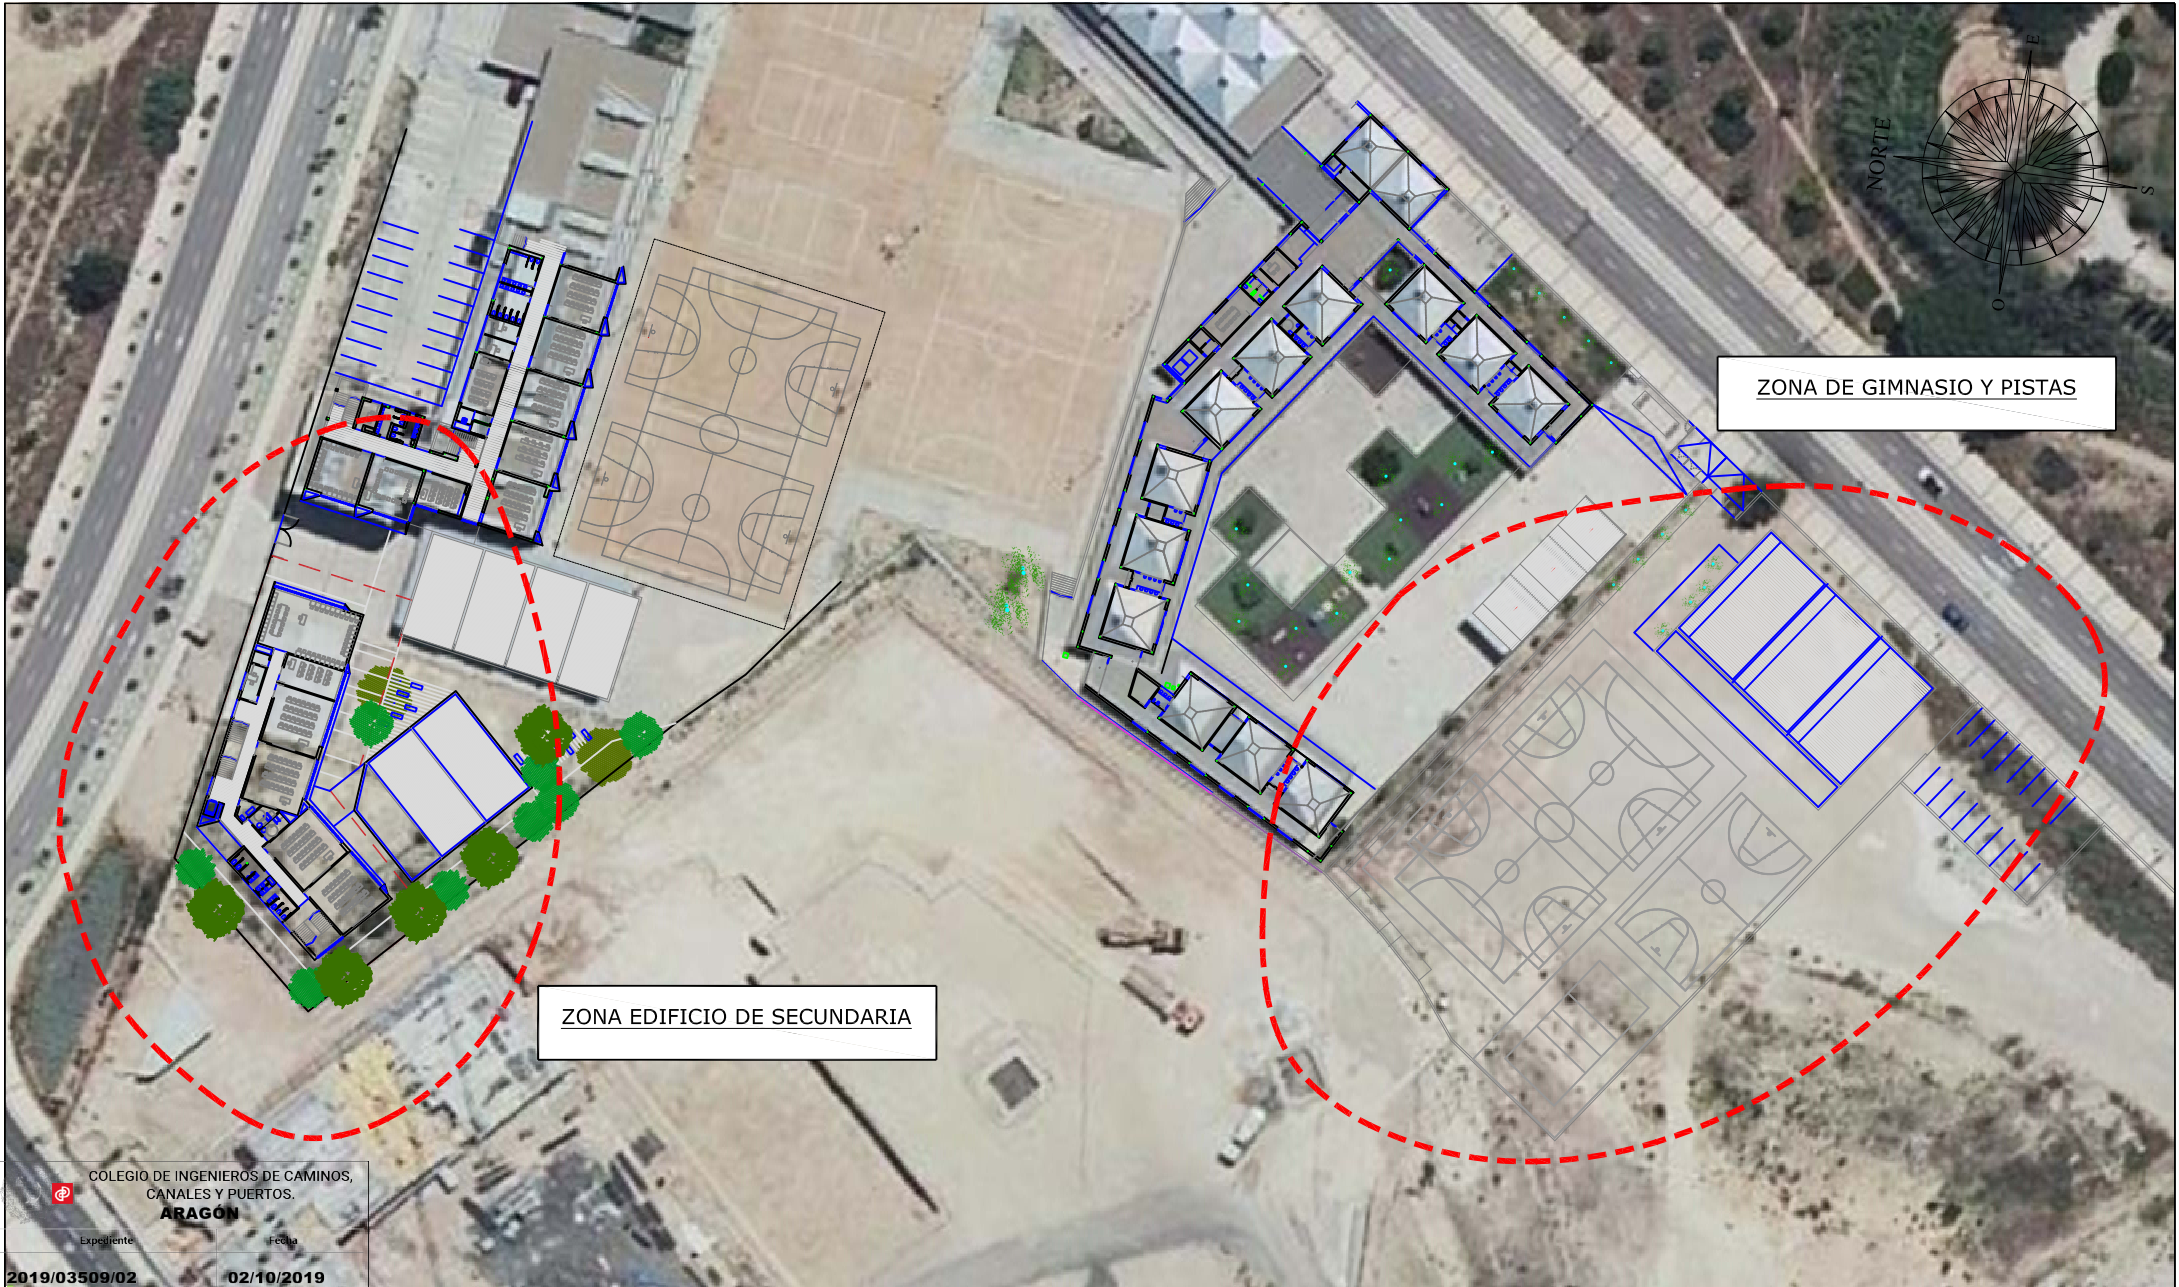 E
NORTE
S
O
ZONA DE GIMNASIO Y PISTAS
ZONA EDIFICIO DE SECUNDARIA
COLEGIO DE INGENIEROS DE CAMINOS,
CANALES Y PUERTOS.
ARAGÓN
Expediente Fecha
2019/03509/02 02/10/2019